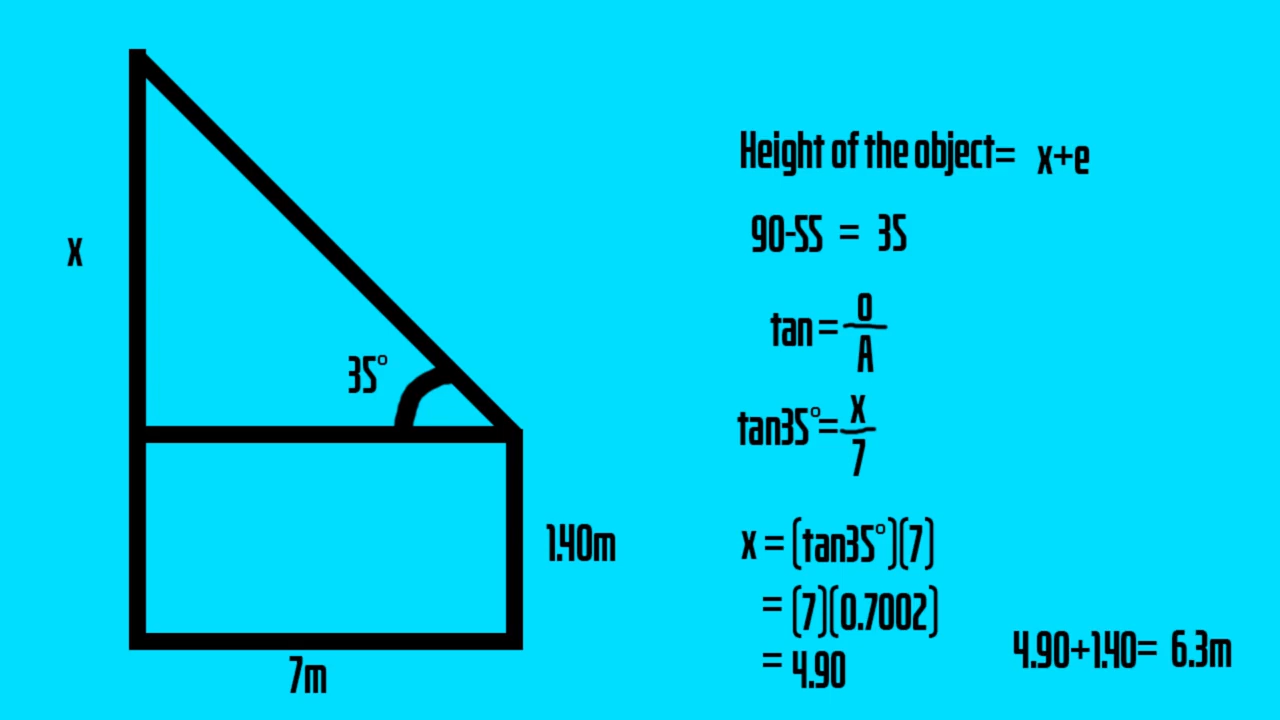 x
35°
1.40m
7m
Height of the object= x+e
90-55 = 35
tan= O
A
tan35°= x
7
x = (tan35°)(7)
= (7)(0.7002)
= 4.90
4.90+1.40= 6.3m